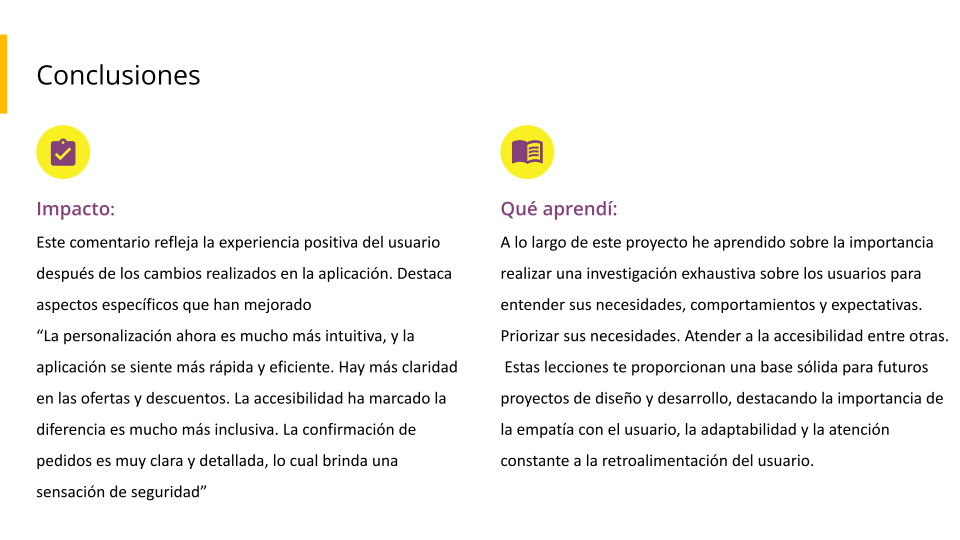 Conclusiones
Impacto:
Este comentario refleja la experiencia positiva del usuario
después de los cambios realizados en la aplicación. Destaca
aspectos específicos que han mejorado
“La personalización ahora es mucho más intuitiva, y la
aplicación se siente más rápida y eficiente. Hay más claridad
en las ofertas y descuentos. La accesibilidad ha marcado la
diferencia es mucho más inclusiva. La confirmación de
pedidos es muy clara y detallada, lo cual brinda una
sensación de seguridad”
Qué aprendí:
A lo largo de este proyecto he aprendido sobre la importancia
realizar una investigación exhaustiva sobre los usuarios para
entender sus necesidades, comportamientos y expectativas.
Priorizar sus necesidades. Atender a la accesibilidad entre otras.
Estas lecciones te proporcionan una base sólida para futuros
proyectos de diseño y desarrollo, destacando la importancia de
la empatía con el usuario, la adaptabilidad y la atención
constante a la retroalimentación del usuario.